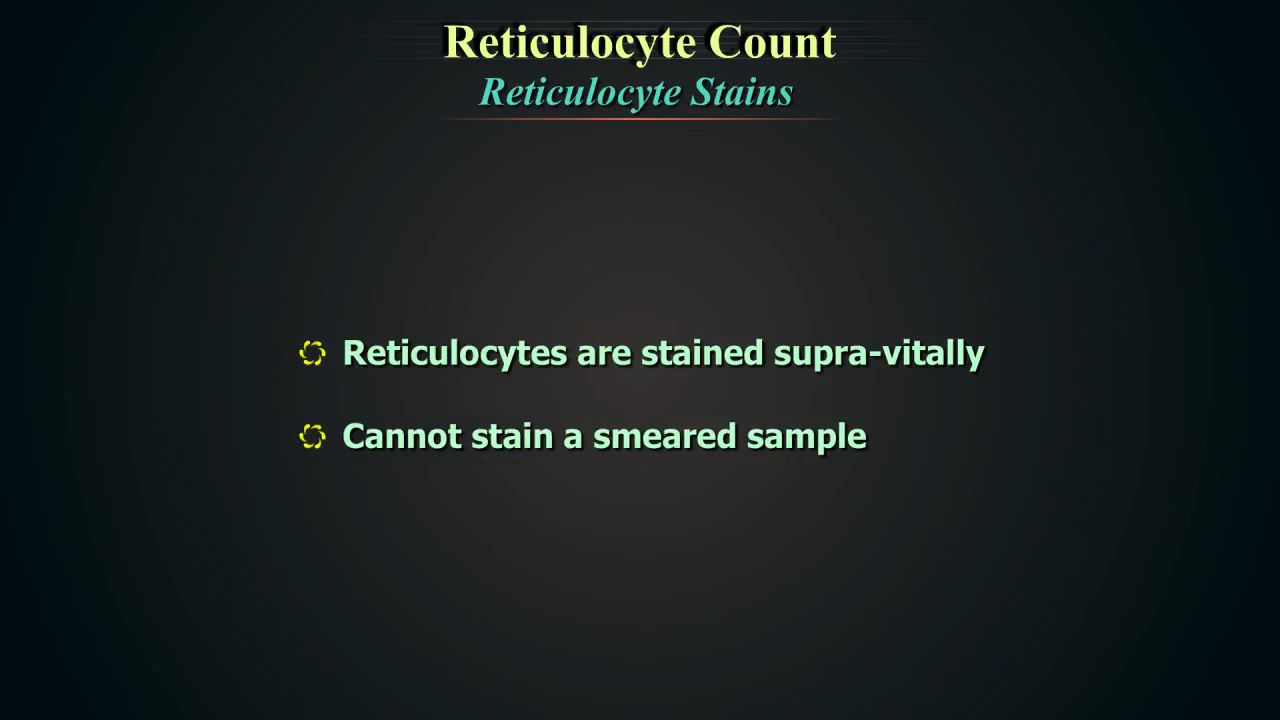 Reticulocyte Count
Reticulocyte Stains
Reticulocytes are stained supra-vitally
Cannot stain a smeared sample